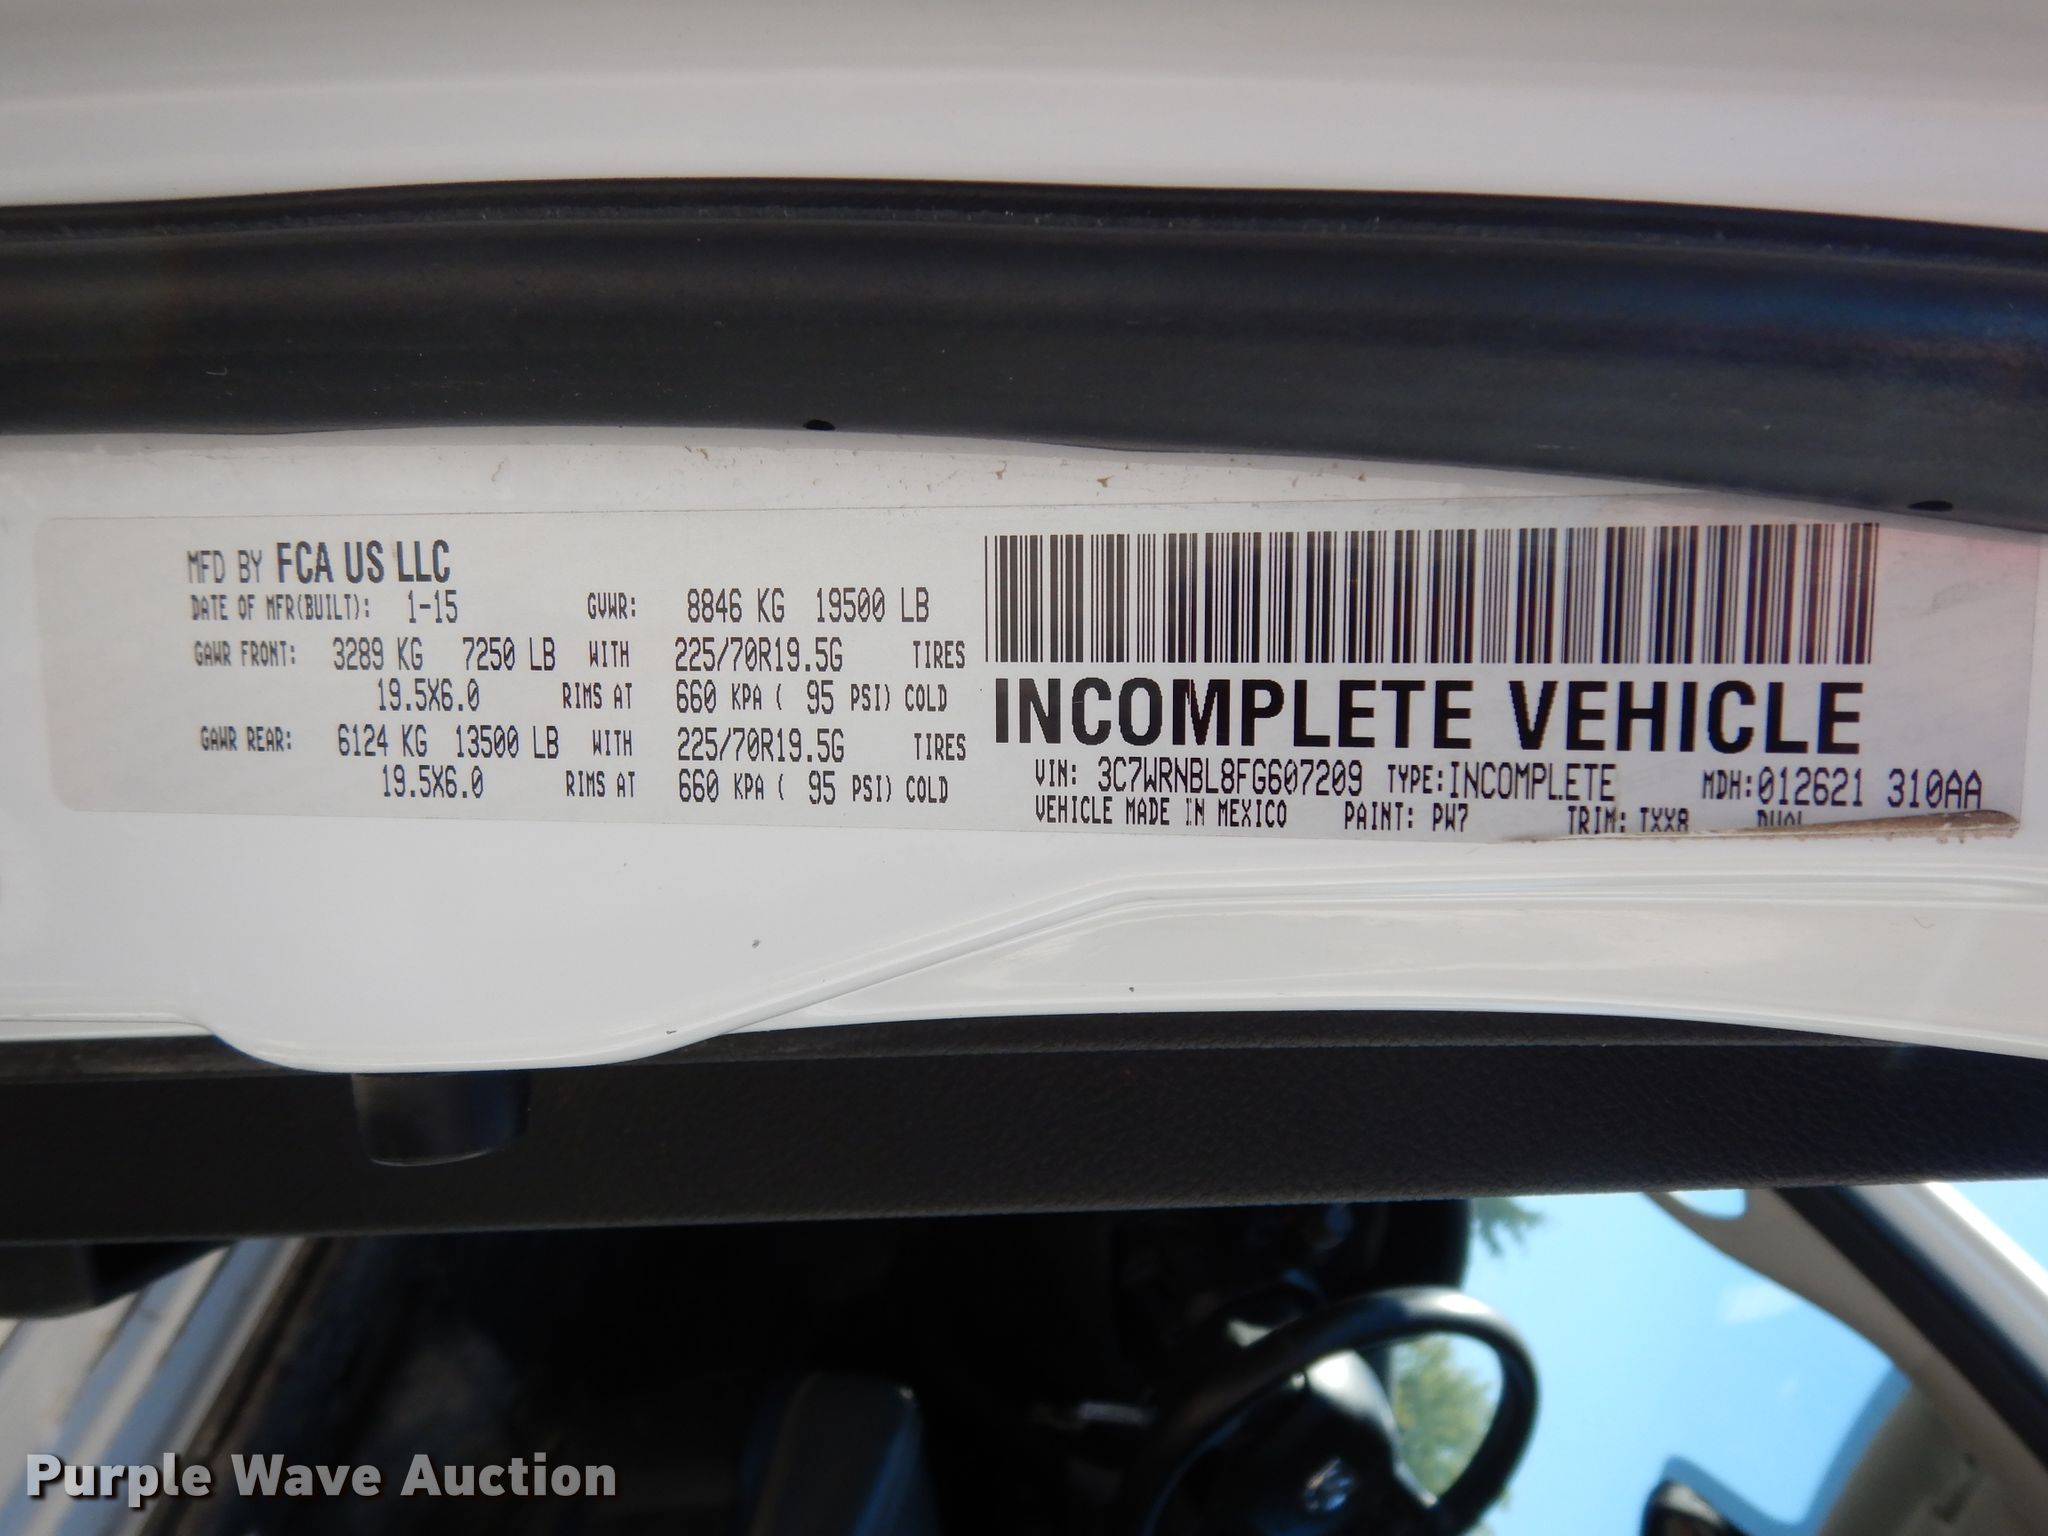 MFD BY FCA US LLC
DATE OF MFR(BUILT): 1-15 GVWR: 8846 KG 19500 LB
GAWR FRONT: 3289 KG 7250 LB WITH 225/70R19.5G TIRES
19.5X6.0 RIMS AT 660 KPA ( 95 PSI) COLD
GAWR REAR: 6124 KG 13500 LB WITH 225/70R19.5G TIRES
19.5X6.0 RIMS AT 660 KPA ( 95 PSI) COLD
INCOMPLETE VEHICLE
VIN: 3C7WRNBL8FG607209 TYPE: INCOMPLETE MDH: 012621 310AA
VEHICLE MADE IN MEXICO PAINT: PW7 TRIM: TXX8 DUAL
Purple Wave Auction